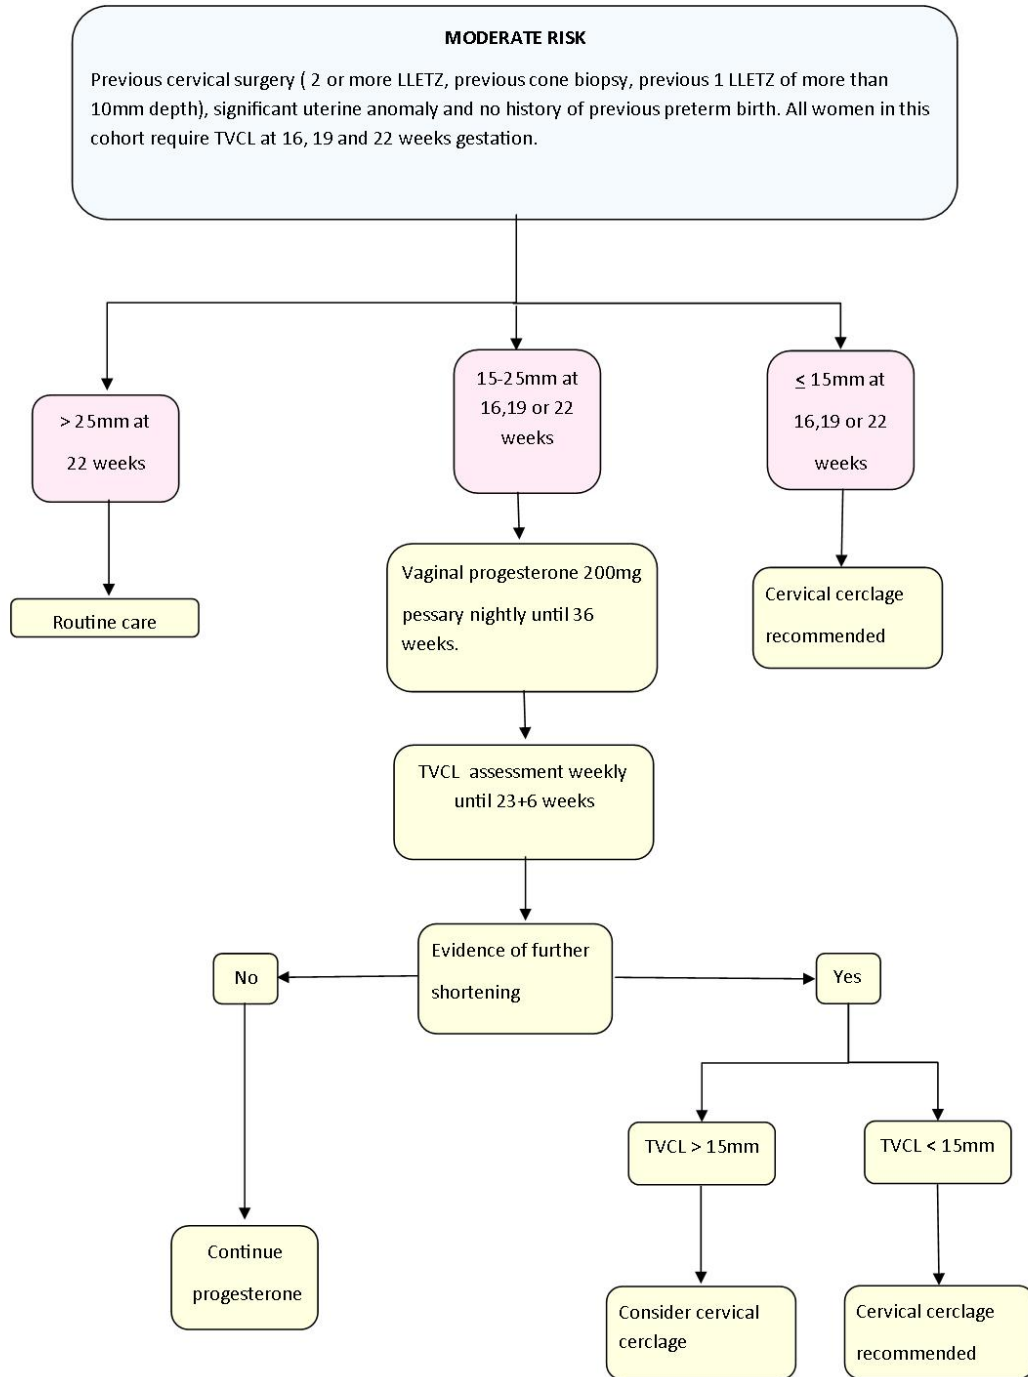 MODERATE RISK
Previous cervical surgery ( 2 or more LLETZ, previous cone biopsy, previous 1 LLETZ of more than
10mm depth), significant uterine anomaly and no history of previous preterm birth. All women in this
cohort require TVCL at 16, 19 and 22 weeks gestation.
> 25mm at
22 weeks
15-25mm at
16,19 or 22
weeks
≤ 15mm at
16,19 or 22
weeks
Routine care
Vaginal progesterone 200mg
pessary nightly until 36
weeks.
Cervical cerclage
recommended
TVCL assessment weekly
until 23+6 weeks
Evidence of further
shortening
No
Yes
TVCL > 15mm
TVCL < 15mm
Continue
progesterone
Consider cervical
cerclage
Cervical cerclage
recommended